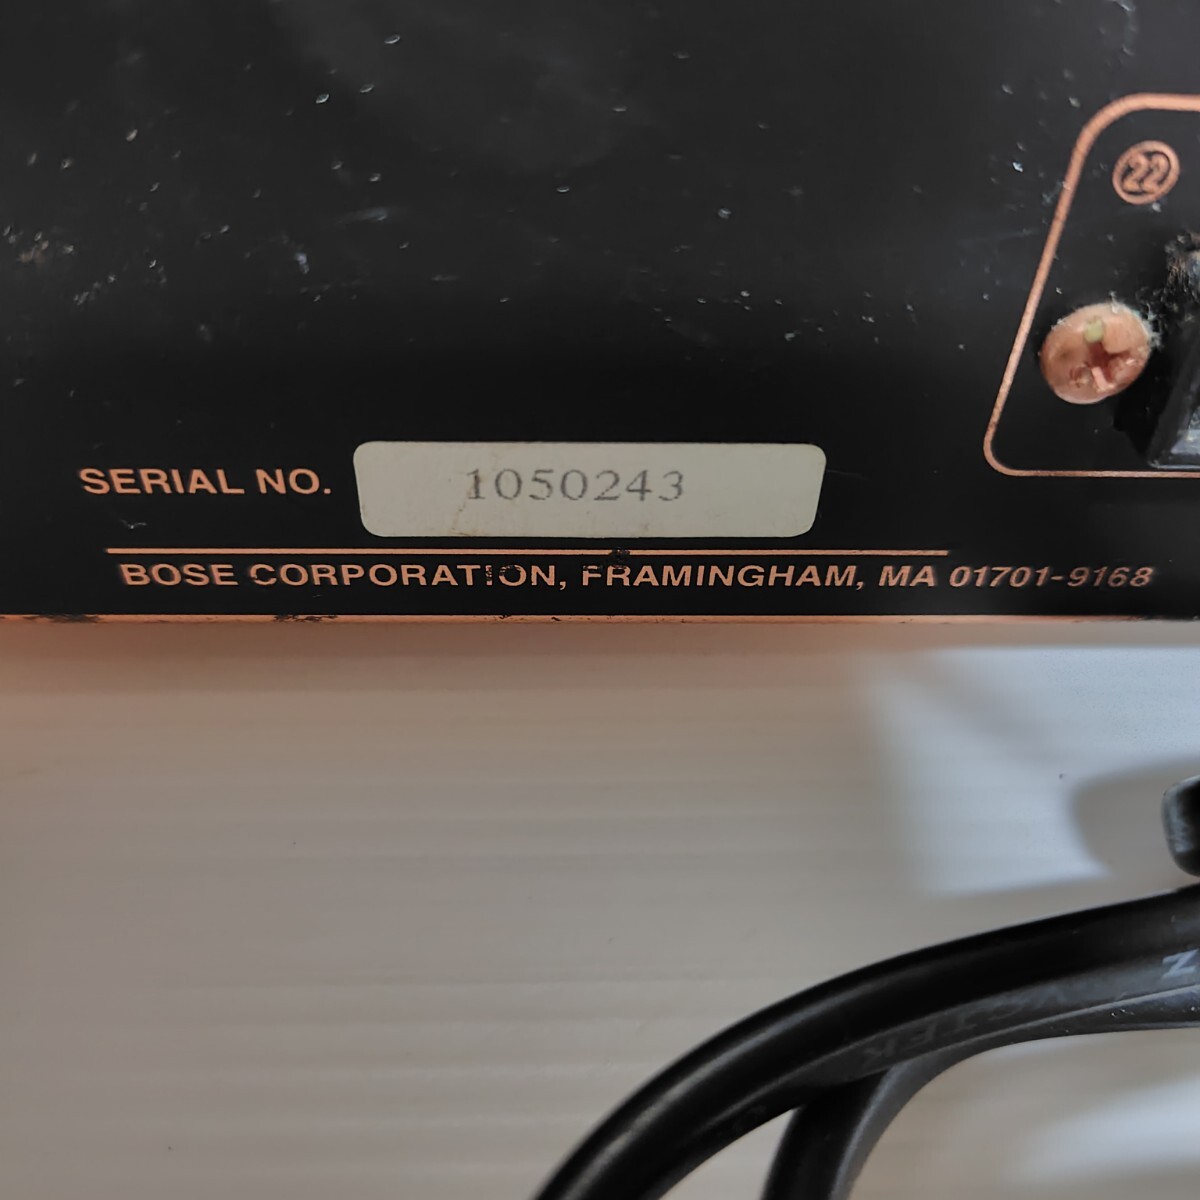 22
SERIAL NO. 1050243
BOSE CORPORATION, FRAMINGHAM, MA 01701-9168
Z